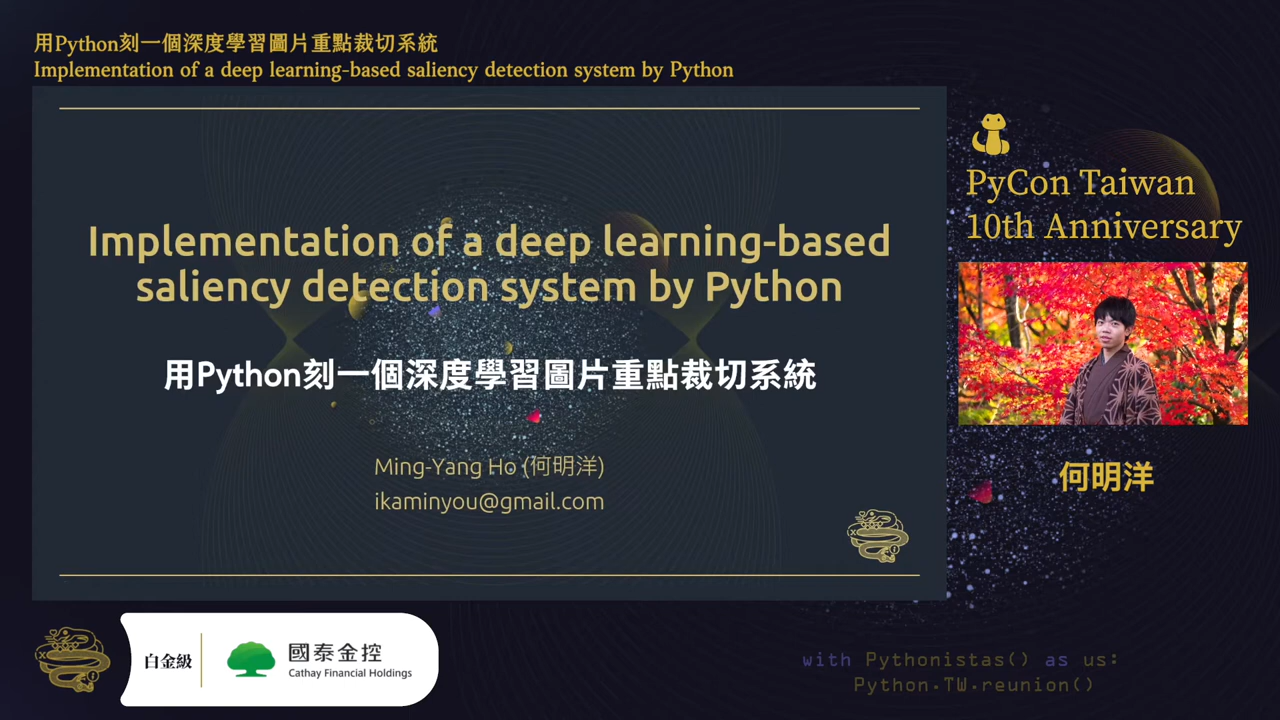 用Python刻一個深度學習圖片重點裁切系統
Implementation of a deep learning-based saliency detection system by Python
Implementation of a deep learning-based
saliency detection system by Python
用Python刻一個深度學習圖片重點裁切系統
Ming-Yang Ho (何明洋)
ikaminyou@gmail.com
PyCon Taiwan
10th Anniversary
何明洋
白金級
國泰金控
Cathay Financial Holdings
with Pythonistas() as us:
Python.TW.reunion()